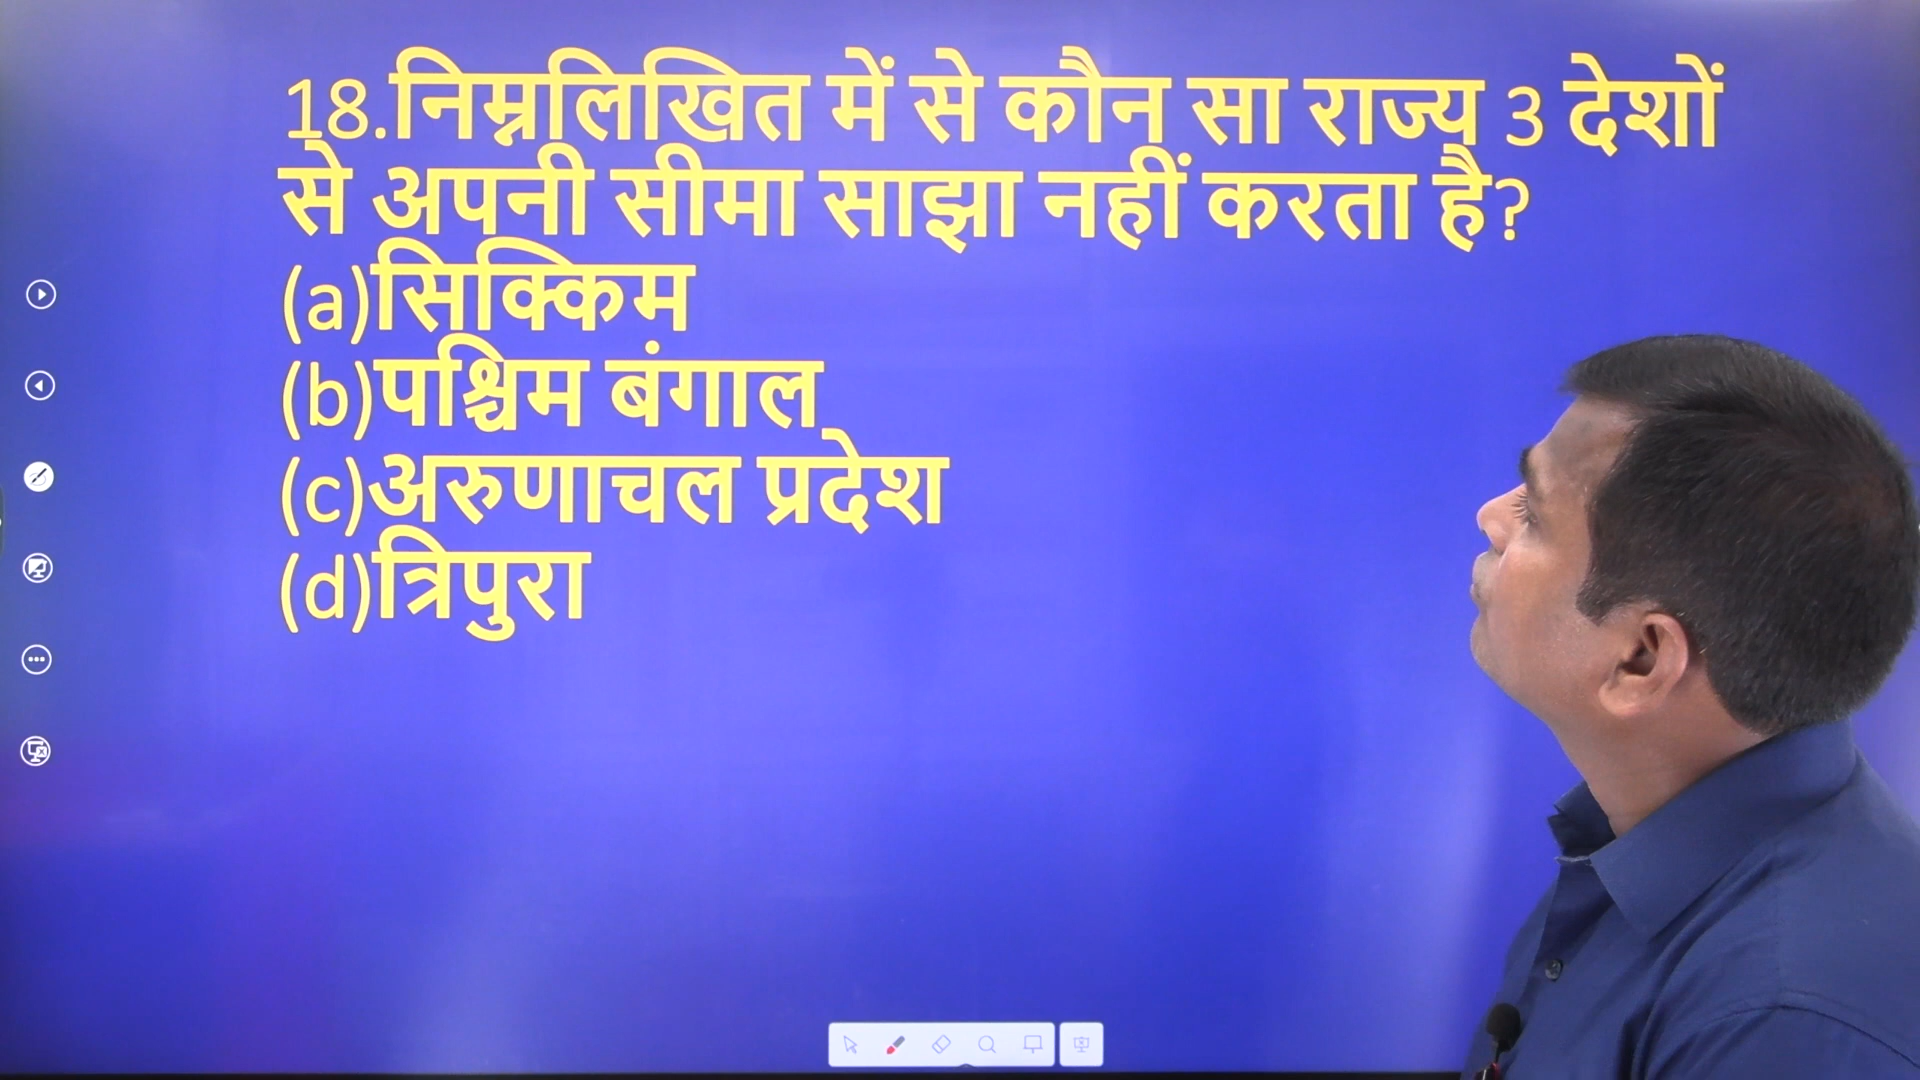 18.निम्नलिखित में से कौन सा राज्य 3 देशों
से अपनी सीमा साझा नहीं करता है?
(a)सिक्किम
(b)पश्चिम बंगाल
(c)अरुणाचल प्रदेश
(d)त्रिपुरा